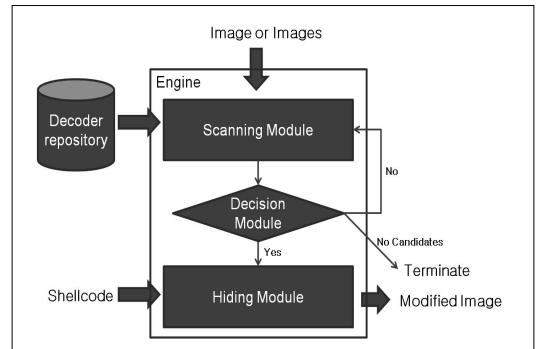 Image or Images
Engine
Decoder
repository
Scanning Module
No
Decision
Module
No Candidates
Yes
Terminate
Shellcode
Hiding Module
Modified Image